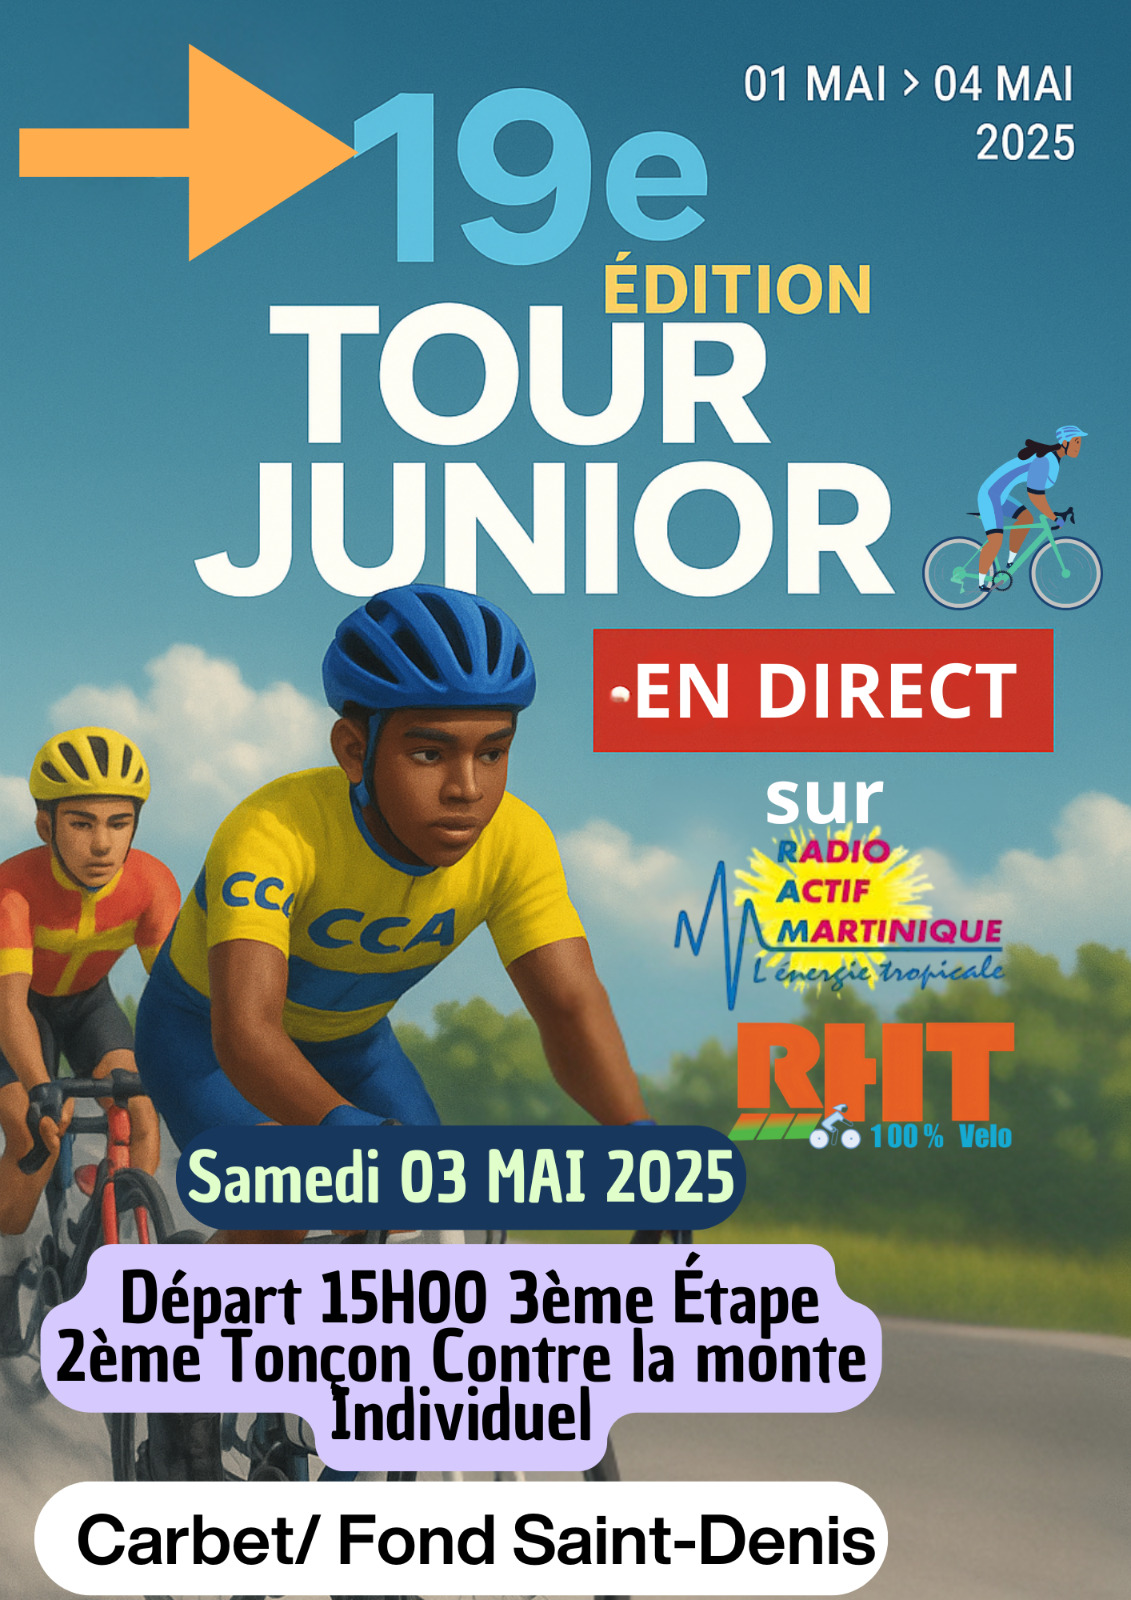 01 MAI > 04 MAI
2025
19e
ÉDITION
TOUR
JUNIOR
EN DIRECT
sur
RADIO
ACTIF
MARTINIQUE
L'énergie tropicale
RHT
100% Velo
CCA
CCA
Samedi 03 MAI 2025
Départ 15H00 3ème Étape
2ème Tonçon Contre la monte
Individuel
Carbet/ Fond Saint-Denis